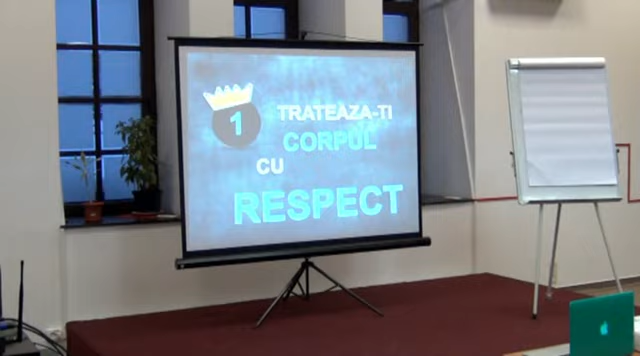 1
TRATEAZA-TI
CORPUL
CU
RESPECT